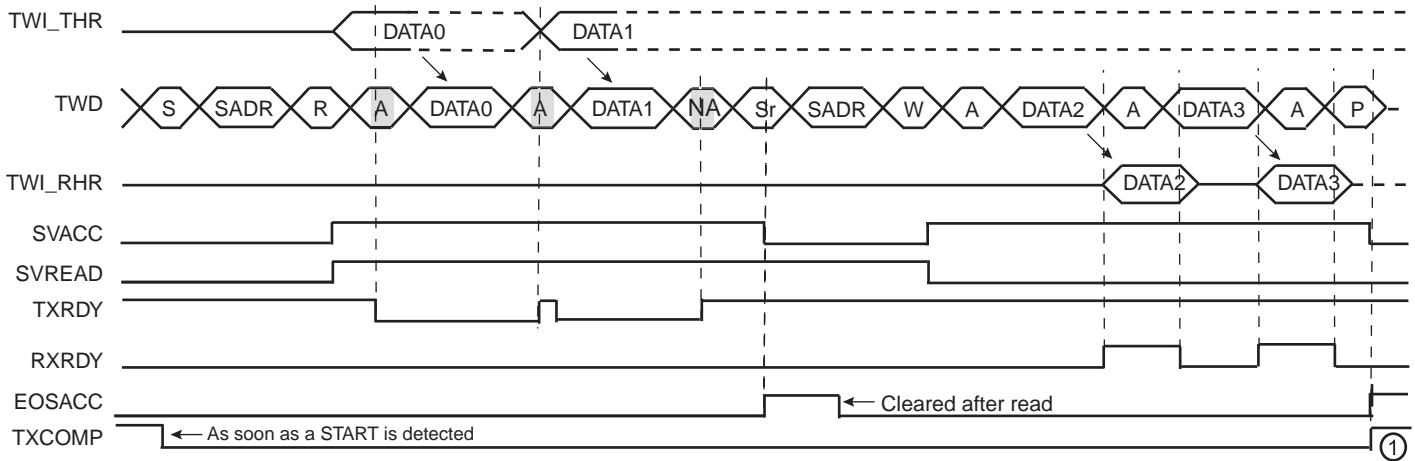 TWI_THR DATA0 DATA1
TWD S SADR R A DATA0 A DATA1 NA Sr SADR W A DATA2 A DATA3 A P
TWI_RHR DATA2 DATA3
SVACC
SVREAD
TXRDY
RXRDY
EOSACC Cleared after read
TXCOMP As soon as a START is detected 1